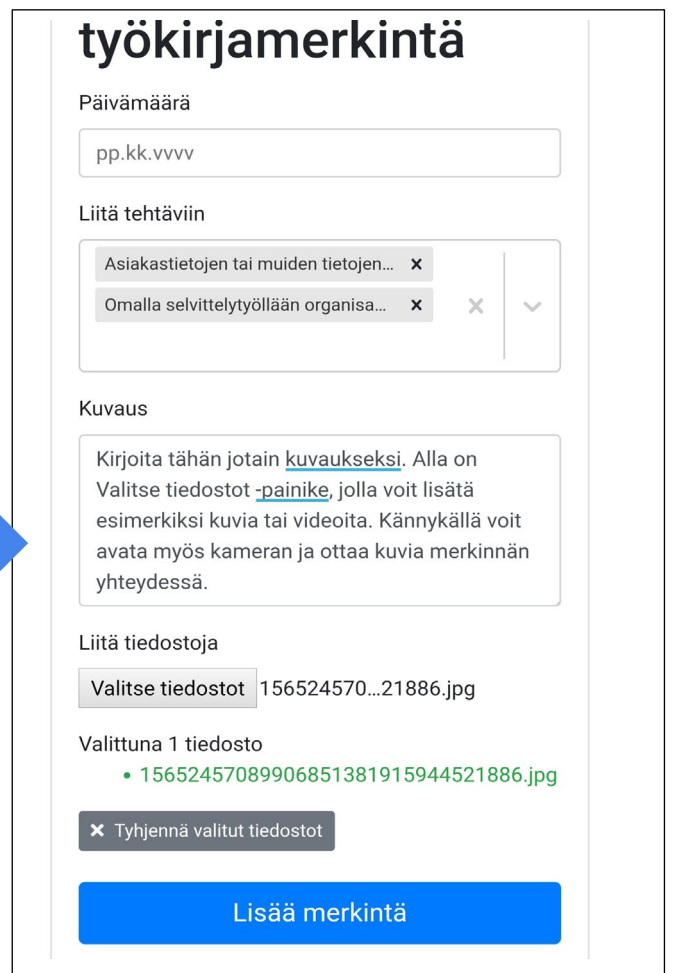 työkirjamerkintä
Päivämäärä
pp.kk.vvvv
Liitä tehtäviin
Asiakastietojen tai muiden tietojen...
Omalla selvittelytyöllään organisa...
Kuvaus
Kirjoita tähän jotain kuvaukseksi. Alla on
Valitse tiedostot -painike, jolla voit lisätä
esimerkiksi kuvia tai videoita. Kännykällä voit
avata myös kameran ja ottaa kuvia merkinnän
yhteydessä.
Liitä tiedostoja
Valitse tiedostot 156524570...21886.jpg
Valittuna 1 tiedosto
• 15652457089906851381915944521886.jpg
Tyhjennä valitut tiedostot
Lisää merkintä